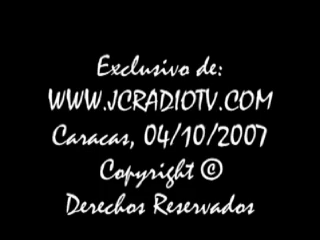 Exclusivo de:
WWW.JCRADIOTV.COM
Caracas, 04/10/2007
Copyright ©
Derechos Reservados